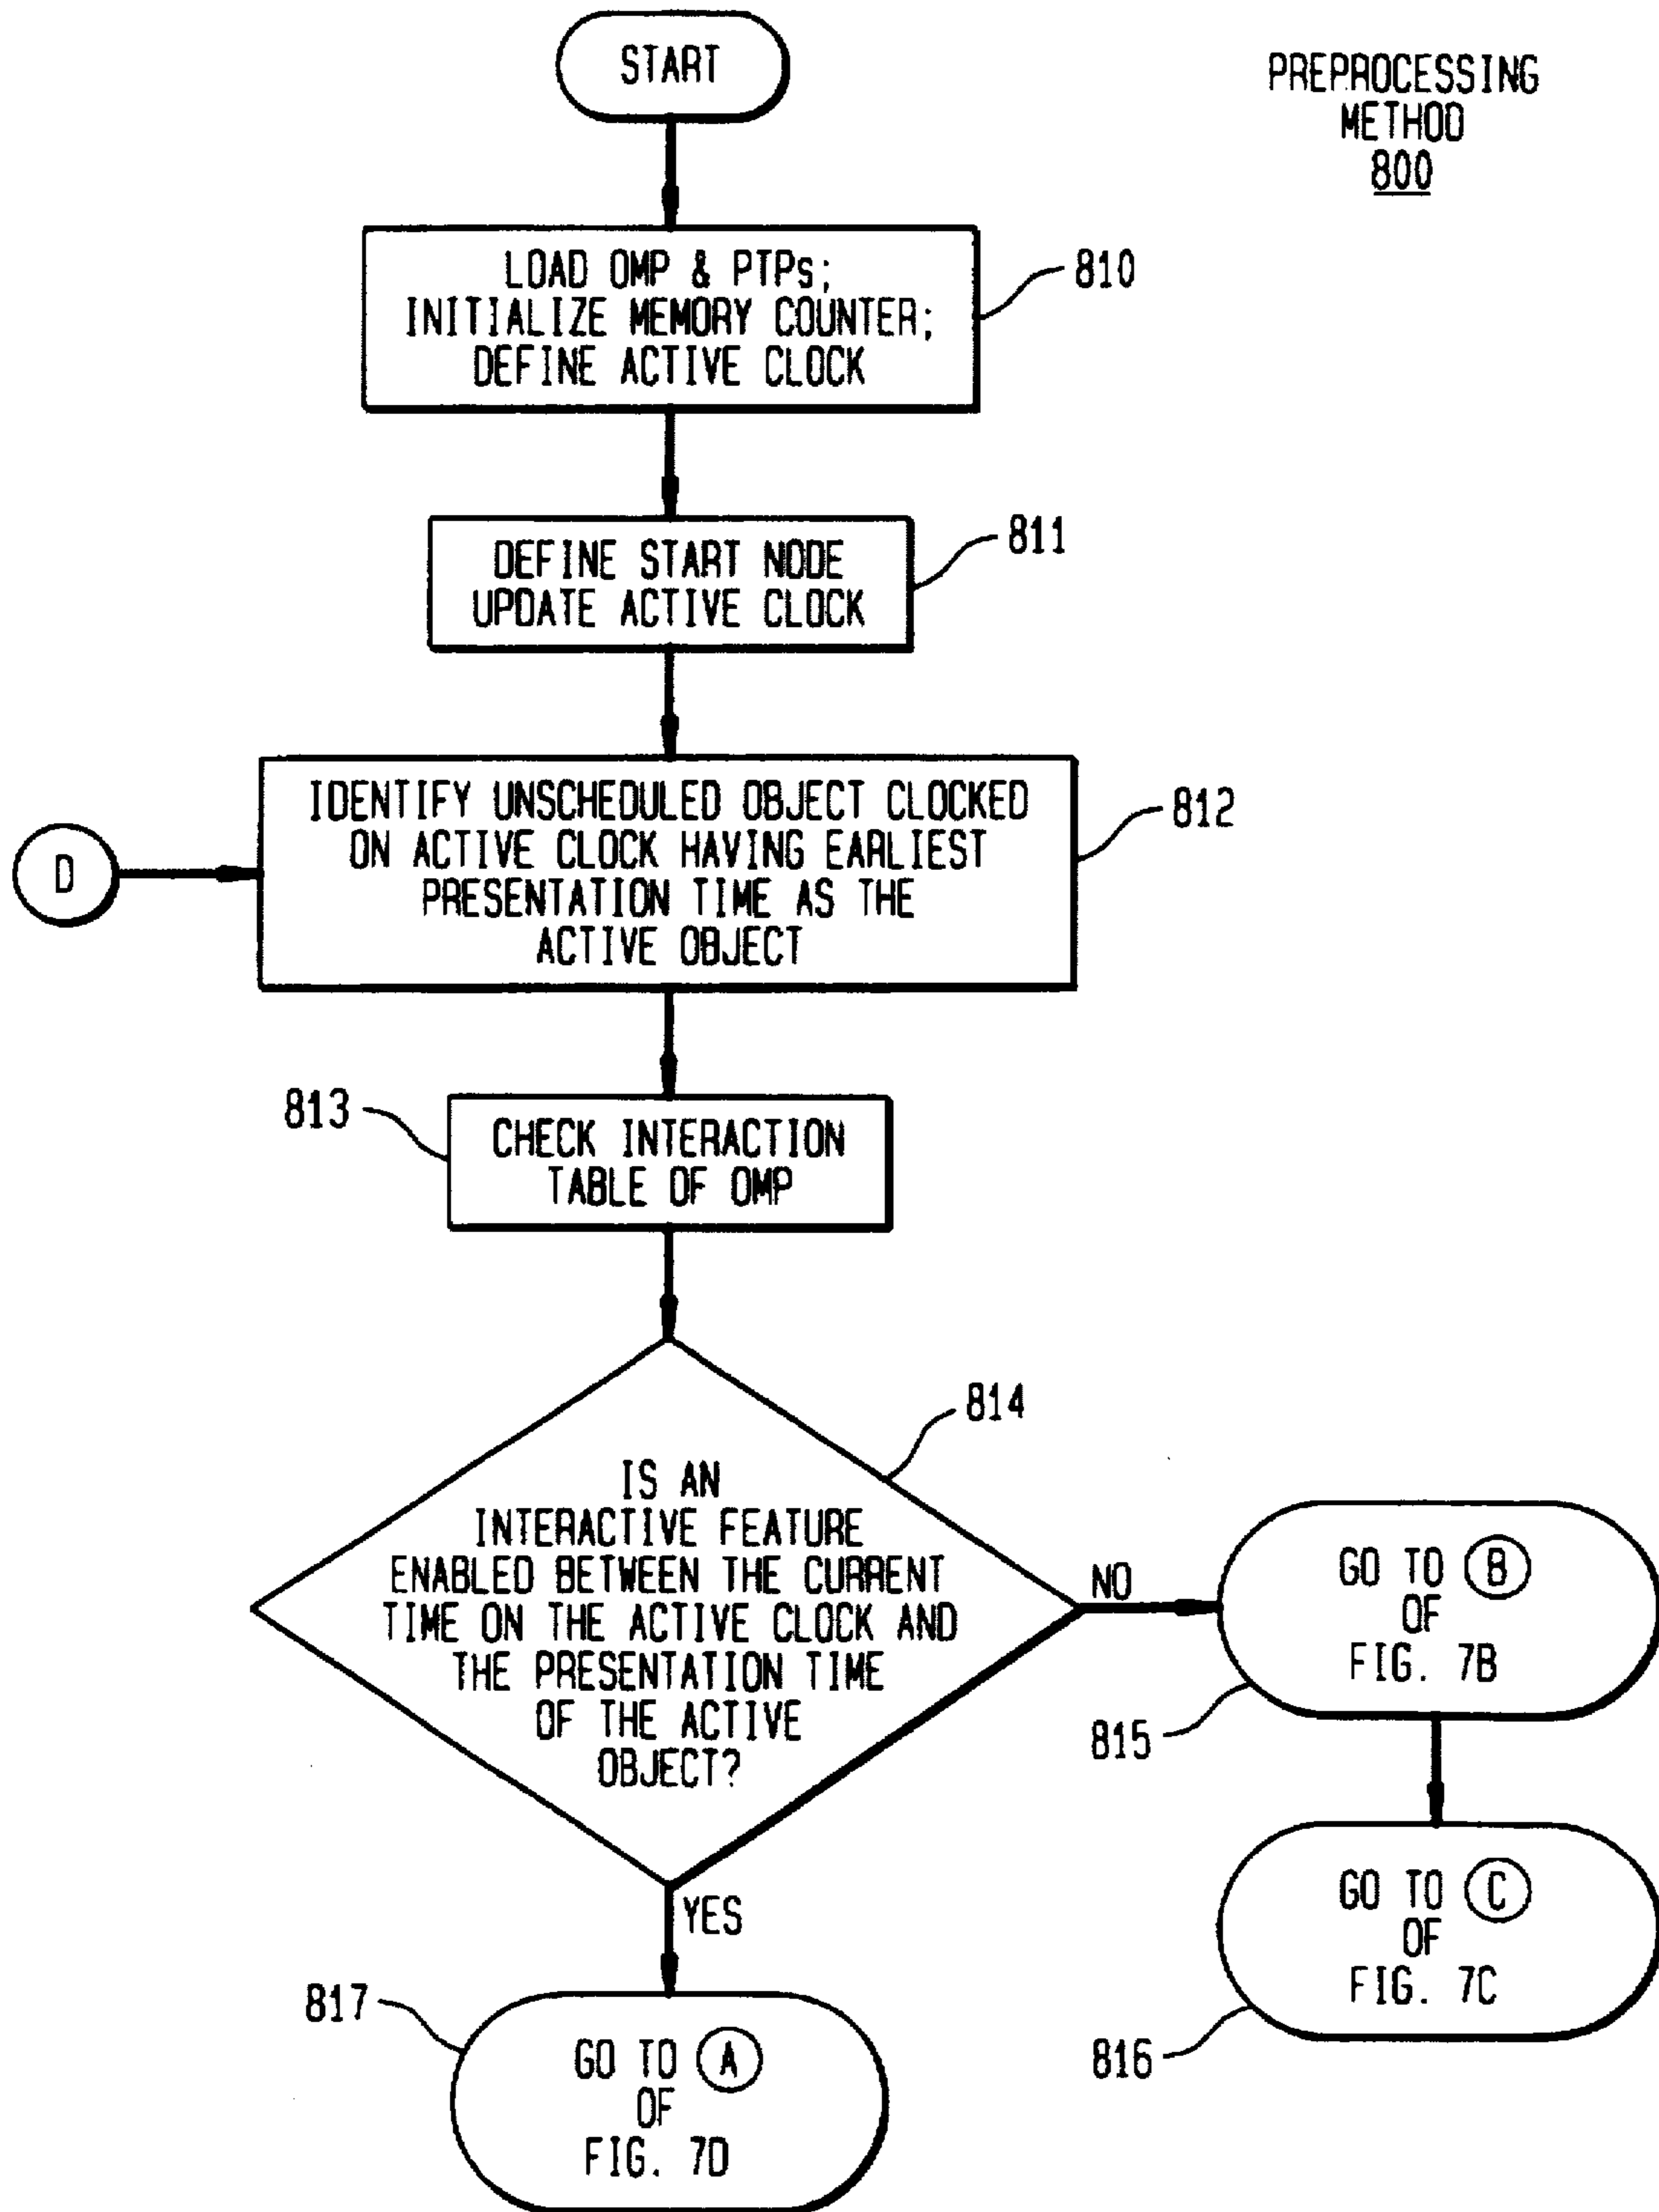 START
PREPROCESSING
METHOD
800
LOAD OMP & PTPs;
INITIALIZE MEMORY COUNTER;
DEFINE ACTIVE CLOCK
810
DEFINE START NODE
UPDATE ACTIVE CLOCK
811
IDENTIFY UNSCHEDULED OBJECT CLOCKED
ON ACTIVE CLOCK HAVING EARLIEST
PRESENTATION TIME AS THE
ACTIVE OBJECT
812
D
813
CHECK INTERACTION
TABLE OF OMP
814
IS AN
INTERACTIVE FEATURE
ENABLED BETWEEN THE CURRENT
TIME ON THE ACTIVE CLOCK AND
THE PRESENTATION TIME
OF THE ACTIVE
OBJECT?
NO
GO TO B
OF
FIG. 7B
815
GO TO C
OF
FIG. 7C
816
YES
817
GO TO A
OF
FIG. 7D